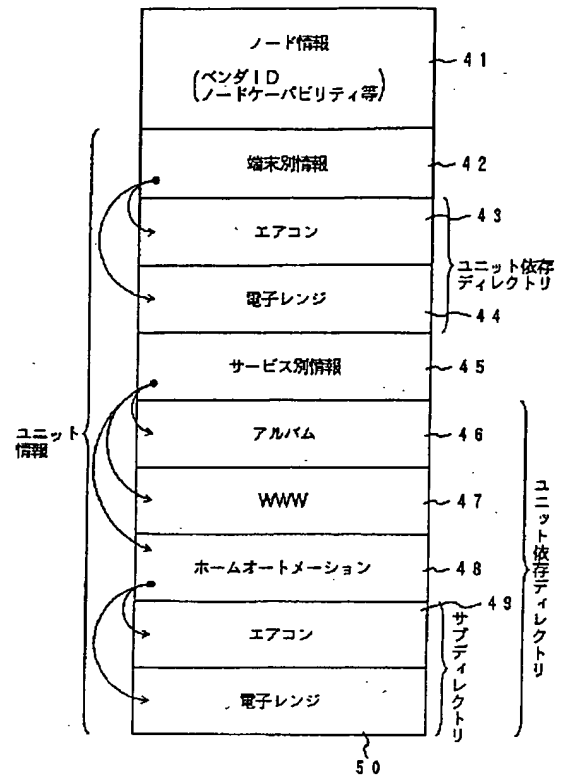 ノード情報
(ベンダID
ノードケーパビリティ等)
41
端末別情報
42
エアコン
43
電子レンジ
44
ユニット依存
ディレクトリ
サービス別情報
45
アルバム
46
WWW
47
ホームオートメーション
48
エアコン
49
電子レンジ
50
ユニット
情報
サブディレクトリ
ユニット依存ディレクトリ